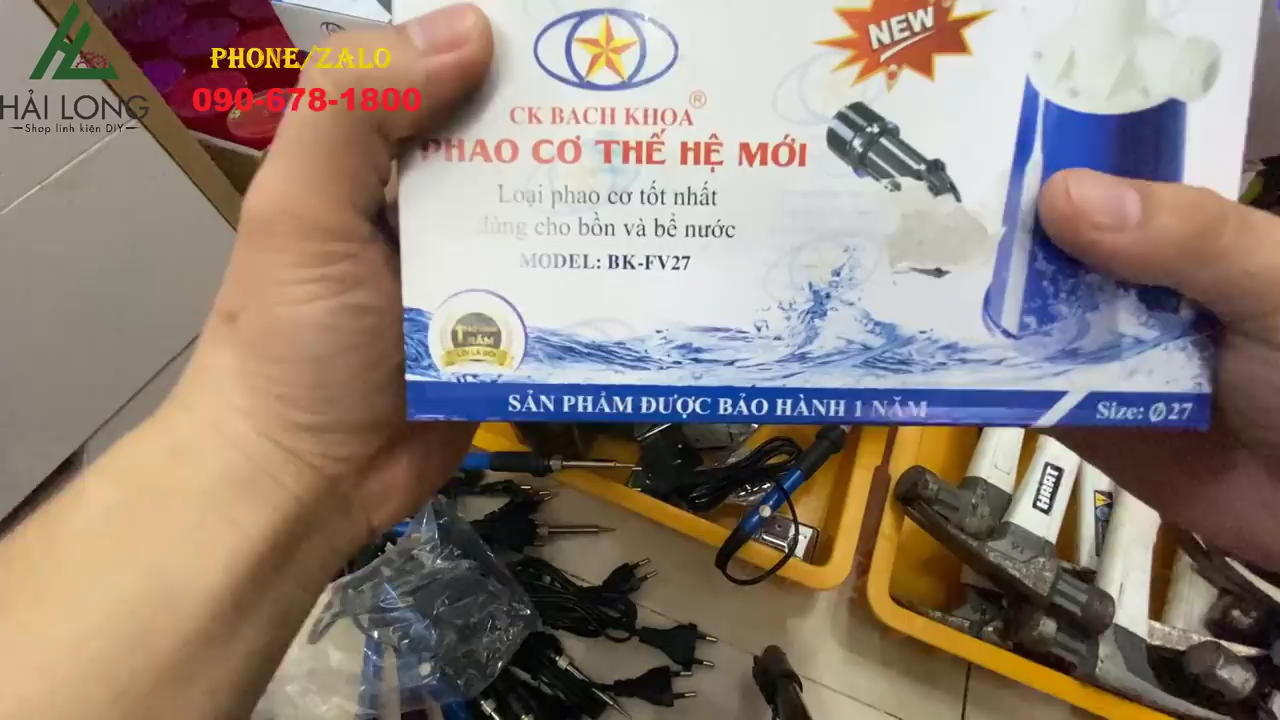 HẢI LONG
Shop linh kiện DIY
PHONE/ZALO
090-678-1800
NEW
CK BACH KHOA®
PHAO CƠ THẾ HỆ MỚI
Loại phao cơ tốt nhất
dùng cho bồn và bể nước
MODEL: BK-FV27
1
NĂM
SẢN PHẨM ĐƯỢC BẢO HÀNH 1 NĂM
Size: Ø27
HART